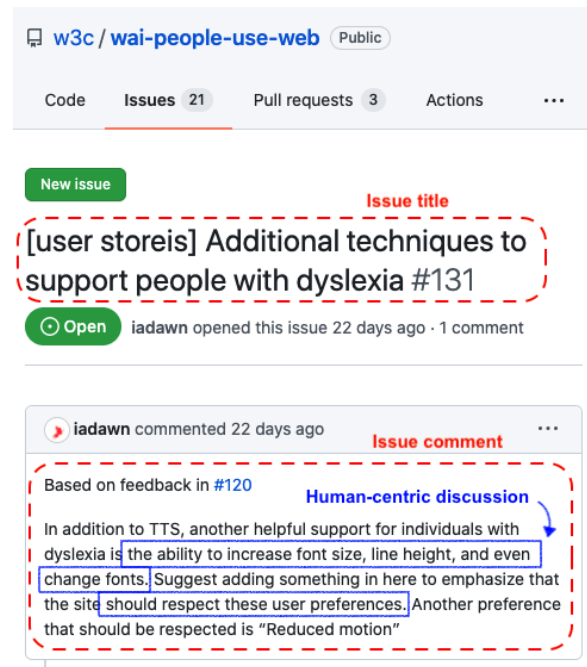 w3c / wai-people-use-web Public
Code Issues 21 Pull requests 3 Actions ...
New issue
Issue title
[user storeis] Additional techniques to
support people with dyslexia #131
Open iadawn opened this issue 22 days ago · 1 comment
iadawn commented 22 days ago ...
Issue comment
Based on feedback in #120
Human-centric discussion
In addition to TTS, another helpful support for individuals with
dyslexia is the ability to increase font size, line height, and even
change fonts. Suggest adding something in here to emphasize that
the site should respect these user preferences. Another preference
that should be respected is “Reduced motion”